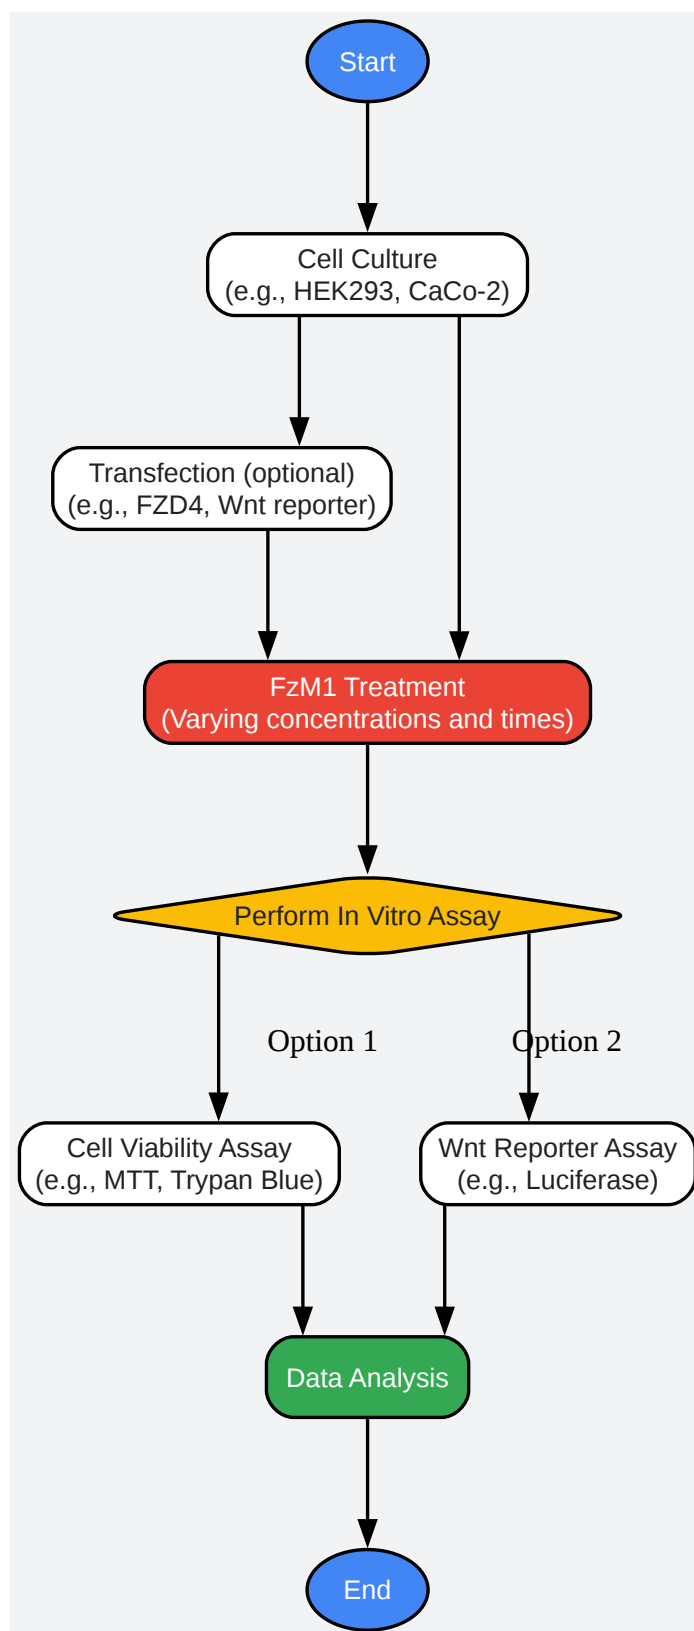 Start
Cell Culture
(e.g., HEK293, CaCo-2)
Transfection (optional)
(e.g., FZD4, Wnt reporter)
FzM1 Treatment
(Varying concentrations and times)
Perform In Vitro Assay
Option 1
Option 2
Cell Viability Assay
(e.g., MTT, Trypan Blue)
Wnt Reporter Assay
(e.g., Luciferase)
Data Analysis
End